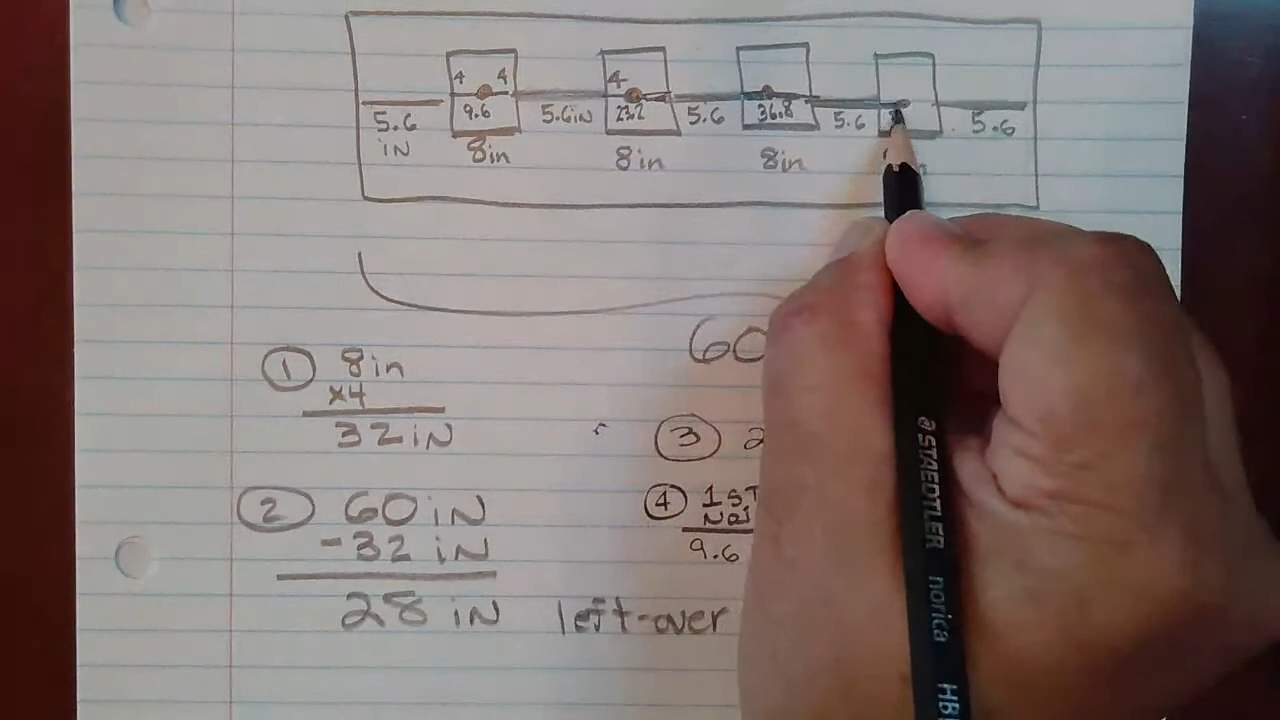 4 4 4
9.6 23.2 36.8
5.6 5.6in 5.6 5.6 5.6
in
8in 8in 8in
① 8in
x4
32in
60
② 60in
-32 in
28 in left-over
③ 2
④ 1ST
9.6
STAEDTLER norica HB